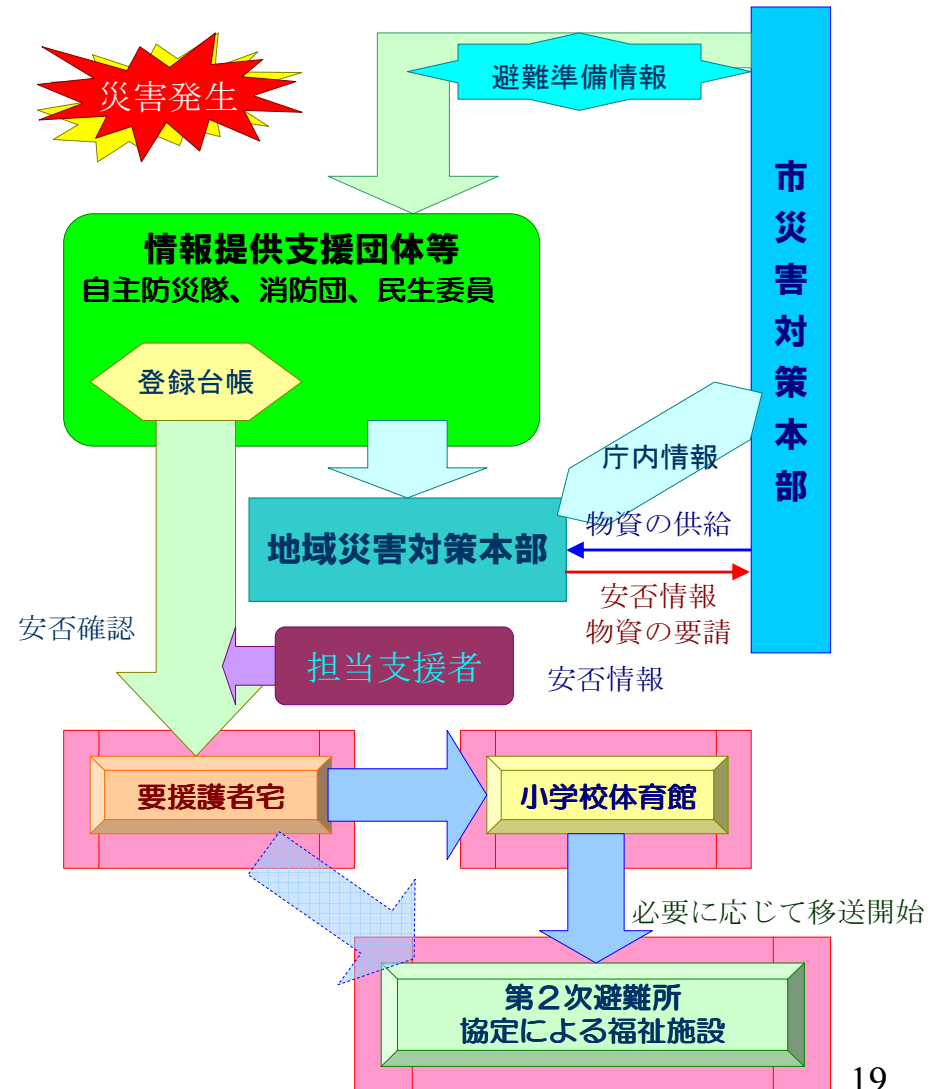 災害発生
避難準備情報
市災害対策本部
情報提供支援団体等
自主防災隊、消防団、民生委員
登録台帳
庁内情報
物資の供給
地域災害対策本部
安否情報
物資の要請
安否確認
担当支援者
安否情報
要援護者宅
小学校体育館
必要に応じて移送開始
第２次避難所
協定による福祉施設
19